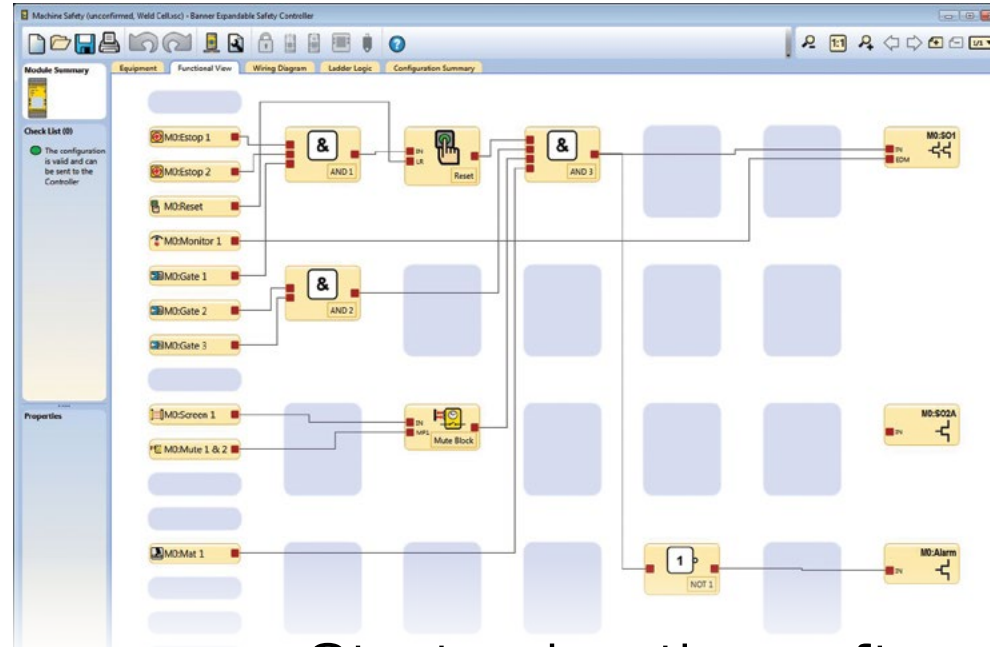 Machine Safety (unconfirmed, Weld Cell.xsc) - Banner Expandable Safety Controller
1:1
Module Summary
Equipment
Functional View
Wiring Diagram
Ladder Logic
Configuration Summary
Check List (0)
The configuration
is valid and can
be sent to the
Controller
Properties
M0:Estop 1
M0:Estop 2
M0:Reset
M0:Monitor 1
M0:Gate 1
M0:Gate 2
M0:Gate 3
M0:Screen 1
M0:Mute 1 & 2
M0:Mat 1
&
AND 1
IN
LR
Reset
&
AND 3
M0:SO1
IN
EDM
&
AND 2
IN
MP1
Mute Block
M0:SO2A
IN
1
NOT 1
M0:Alarm
IN